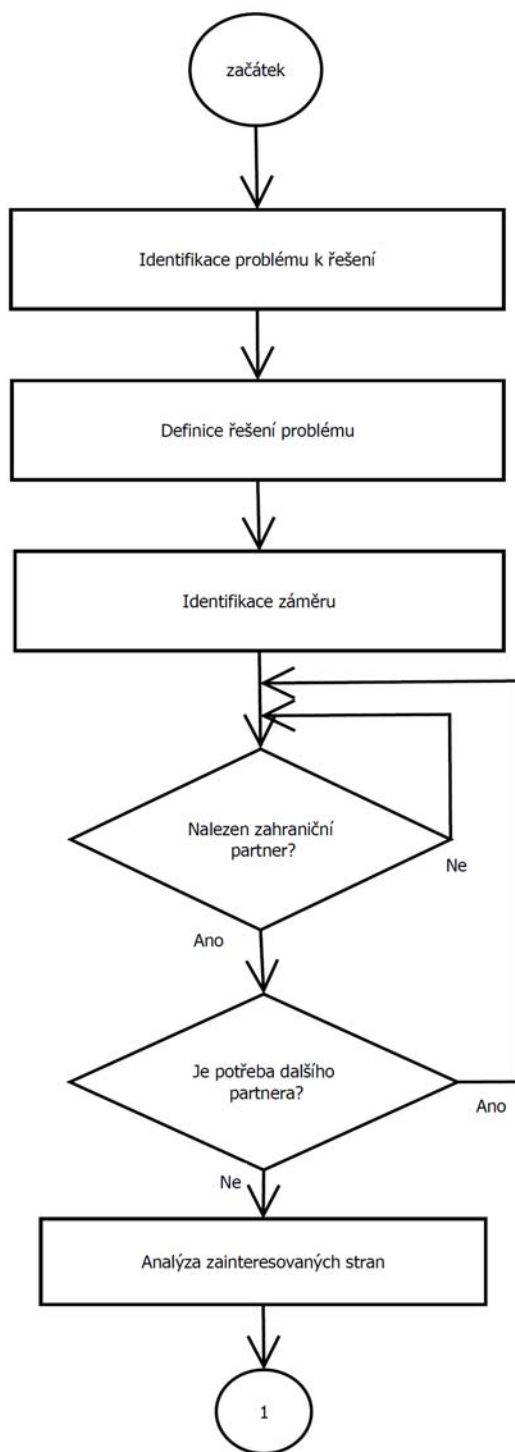 začátek
Identifikace problému k řešení
Definice řešení problému
Identifikace záměru
Nalezen zahraniční
partner?
Ne
Ano
Je potřeba dalšího
partnera?
Ano
Ne
Analýza zainteresovaných stran
1